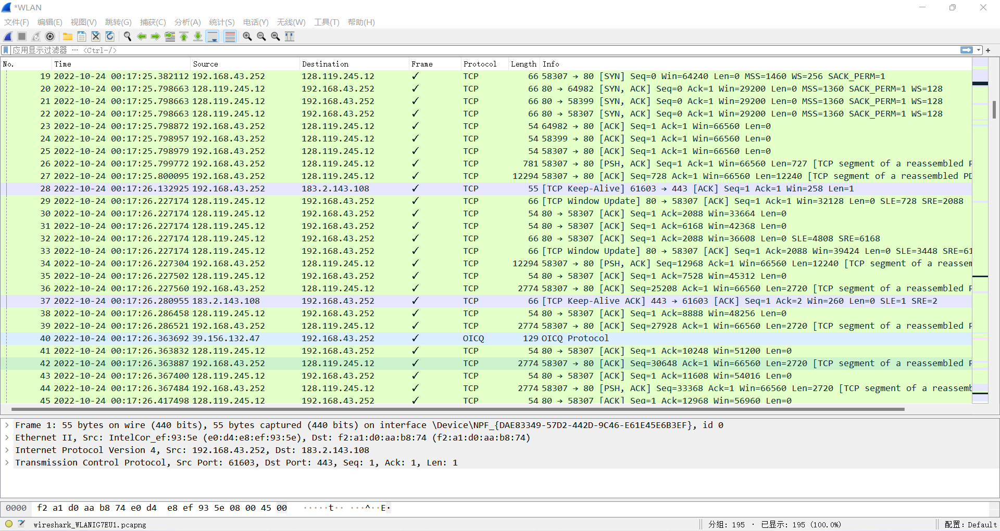 *WLAN
文件(F) 编辑(E) 视图(V) 跳转(G) 捕获(C) 分析(A) 统计(S) 电话(Y) 无线(W) 工具(T) 帮助(H)
应用显示过滤器 … <Ctrl-/>
No. Time Source Destination Frame Protocol Length Info
19 2022-10-24 00:17:25.382112 192.168.43.252 128.119.245.12 ✓ TCP 66 58307 → 80 [SYN] Seq=0 Win=64240 Len=0 MSS=1460 WS=256 SACK_PERM=1
20 2022-10-24 00:17:25.798663 128.119.245.12 192.168.43.252 ✓ TCP 66 80 → 64982 [SYN, ACK] Seq=0 Ack=1 Win=29200 Len=0 MSS=1360 SACK_PERM=1 WS=128
21 2022-10-24 00:17:25.798663 128.119.245.12 192.168.43.252 ✓ TCP 66 80 → 58399 [SYN, ACK] Seq=0 Ack=1 Win=29200 Len=0 MSS=1360 SACK_PERM=1 WS=128
22 2022-10-24 00:17:25.798663 128.119.245.12 192.168.43.252 ✓ TCP 66 80 → 58307 [SYN, ACK] Seq=0 Ack=1 Win=29200 Len=0 MSS=1360 SACK_PERM=1 WS=128
23 2022-10-24 00:17:25.798872 192.168.43.252 128.119.245.12 ✓ TCP 54 64982 → 80 [ACK] Seq=1 Ack=1 Win=66560 Len=0
24 2022-10-24 00:17:25.798957 192.168.43.252 128.119.245.12 ✓ TCP 54 58399 → 80 [ACK] Seq=1 Ack=1 Win=66560 Len=0
25 2022-10-24 00:17:25.798979 192.168.43.252 128.119.245.12 ✓ TCP 54 58307 → 80 [ACK] Seq=1 Ack=1 Win=66560 Len=0
26 2022-10-24 00:17:25.799772 192.168.43.252 128.119.245.12 ✓ TCP 781 58307 → 80 [PSH, ACK] Seq=1 Ack=1 Win=66560 Len=727 [TCP segment of a reassembled P
27 2022-10-24 00:17:25.800095 192.168.43.252 128.119.245.12 ✓ TCP 12294 58307 → 80 [ACK] Seq=728 Ack=1 Win=66560 Len=12240 [TCP segment of a reassembled PD
28 2022-10-24 00:17:26.132925 192.168.43.252 183.2.143.108 ✓ TCP 55 [TCP Keep-Alive] 61603 → 443 [ACK] Seq=1 Ack=1 Win=258 Len=1
29 2022-10-24 00:17:26.227174 128.119.245.12 192.168.43.252 ✓ TCP 66 [TCP Window Update] 80 → 58307 [ACK] Seq=1 Ack=1 Win=32128 Len=0 SLE=728 SRE=2088
30 2022-10-24 00:17:26.227174 128.119.245.12 192.168.43.252 ✓ TCP 54 80 → 58307 [ACK] Seq=1 Ack=2088 Win=33664 Len=0
31 2022-10-24 00:17:26.227174 128.119.245.12 192.168.43.252 ✓ TCP 54 80 → 58307 [ACK] Seq=1 Ack=6168 Win=42368 Len=0
32 2022-10-24 00:17:26.227174 128.119.245.12 192.168.43.252 ✓ TCP 66 80 → 58307 [ACK] Seq=1 Ack=2088 Win=36608 Len=0 SLE=4808 SRE=6168
33 2022-10-24 00:17:26.227174 128.119.245.12 192.168.43.252 ✓ TCP 66 [TCP Window Update] 80 → 58307 [ACK] Seq=1 Ack=2088 Win=39424 Len=0 SLE=3448 SRE=61
34 2022-10-24 00:17:26.227304 192.168.43.252 128.119.245.12 ✓ TCP 12294 58307 → 80 [PSH, ACK] Seq=12968 Ack=1 Win=66560 Len=12240 [TCP segment of a reassem
35 2022-10-24 00:17:26.227502 128.119.245.12 192.168.43.252 ✓ TCP 54 80 → 58307 [ACK] Seq=1 Ack=7528 Win=45312 Len=0
36 2022-10-24 00:17:26.227560 192.168.43.252 128.119.245.12 ✓ TCP 2774 58307 → 80 [ACK] Seq=25208 Ack=1 Win=66560 Len=2720 [TCP segment of a reassembled P
37 2022-10-24 00:17:26.280955 183.2.143.108 192.168.43.252 ✓ TCP 66 [TCP Keep-Alive ACK] 443 → 61603 [ACK] Seq=1 Ack=2 Win=260 Len=0 SLE=1 SRE=2
38 2022-10-24 00:17:26.286458 128.119.245.12 192.168.43.252 ✓ TCP 54 80 → 58307 [ACK] Seq=1 Ack=8888 Win=48256 Len=0
39 2022-10-24 00:17:26.286521 192.168.43.252 128.119.245.12 ✓ TCP 2774 58307 → 80 [ACK] Seq=27928 Ack=1 Win=66560 Len=2720 [TCP segment of a reassembled P
40 2022-10-24 00:17:26.363692 39.156.132.47 192.168.43.252 ✓ OICQ 129 OICQ Protocol
41 2022-10-24 00:17:26.363832 128.119.245.12 192.168.43.252 ✓ TCP 54 80 → 58307 [ACK] Seq=1 Ack=10248 Win=51200 Len=0
42 2022-10-24 00:17:26.363887 192.168.43.252 128.119.245.12 ✓ TCP 2774 58307 → 80 [ACK] Seq=30648 Ack=1 Win=66560 Len=2720 [TCP segment of a reassembled P
43 2022-10-24 00:17:26.367400 128.119.245.12 192.168.43.252 ✓ TCP 54 80 → 58307 [ACK] Seq=1 Ack=11608 Win=54016 Len=0
44 2022-10-24 00:17:26.367484 192.168.43.252 128.119.245.12 ✓ TCP 2774 58307 → 80 [PSH, ACK] Seq=33368 Ack=1 Win=66560 Len=2720 [TCP segment of a reassemb
45 2022-10-24 00:17:26.417498 128.119.245.12 192.168.43.252 ✓ TCP 54 80 → 58307 [ACK] Seq=1 Ack=12968 Win=56960 Len=0
Frame 1: 55 bytes on wire (440 bits), 55 bytes captured (440 bits) on interface \Device\NPF_{DAE83349-57D2-442D-9C46-E61E45E6B3EF}, id 0
Ethernet II, Src: IntelCor_ef:93:5e (e0:d4:e8:ef:93:5e), Dst: f2:a1:d0:aa:b8:74 (f2:a1:d0:aa:b8:74)
Internet Protocol Version 4, Src: 192.168.43.252, Dst: 183.2.143.108
Transmission Control Protocol, Src Port: 61603, Dst Port: 443, Seq: 1, Ack: 1, Len: 1
0000 f2 a1 d0 aa b8 74 e0 d4 e8 ef 93 5e 08 00 45 00 ·····t·· ···^··E·
wireshark_WLANIG7EU1.pcapng 分组: 195 · 已显示: 195 (100.0%) 配置: Default